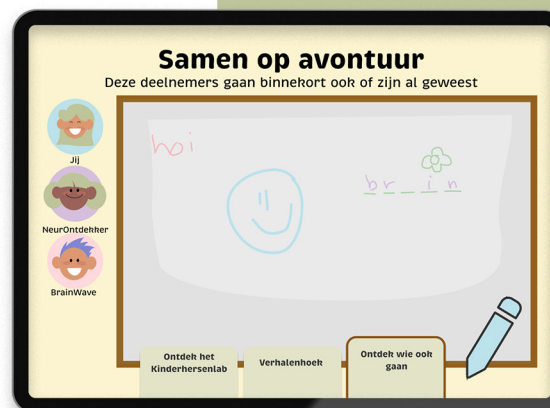 Samen op avontuur
Deze deelnemers gaan binnekort ook of zijn al geweest
Jij
NeurOntdekker
BrainWave
hoi
br_in
Ontdek het
Kinderhersenlab
Verhalenhoek
Ontdek wie ook
gaan